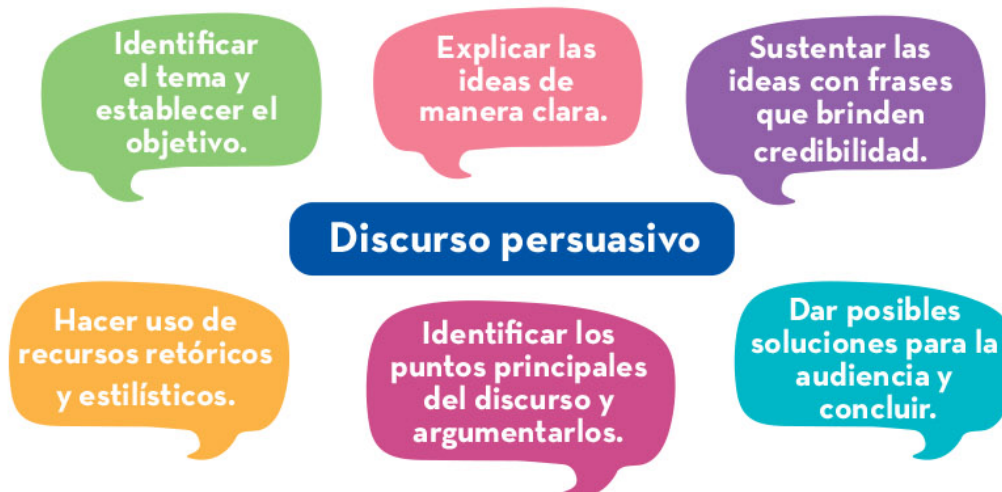 Identificar
el tema y
establecer el
objetivo.
Explicar las
ideas de
manera clara.
Sustentar las
ideas con frases
que brinden
credibilidad.
Discurso persuasivo
Hacer uso de
recursos retóricos
y estilísticos.
Identificar los
puntos principales
del discurso y
argumentarlos.
Dar posibles
soluciones para la
audiencia y
concluir.